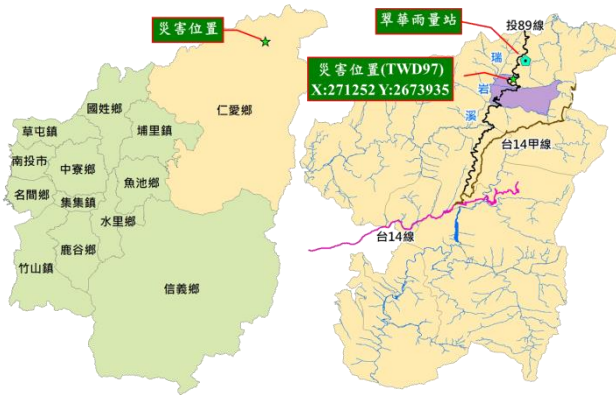 災害位置
仁愛鄉
國姓鄉
草屯鎮
埔里鎮
南投市
中寮鄉
魚池鄉
名間鄉
集集鎮
水里鄉
鹿谷鄉
竹山鎮
信義鄉
投89線
翠華雨量站
瑞岩溪
災害位置(TWD97)
X:271252 Y:2673935
台14甲線
台14線